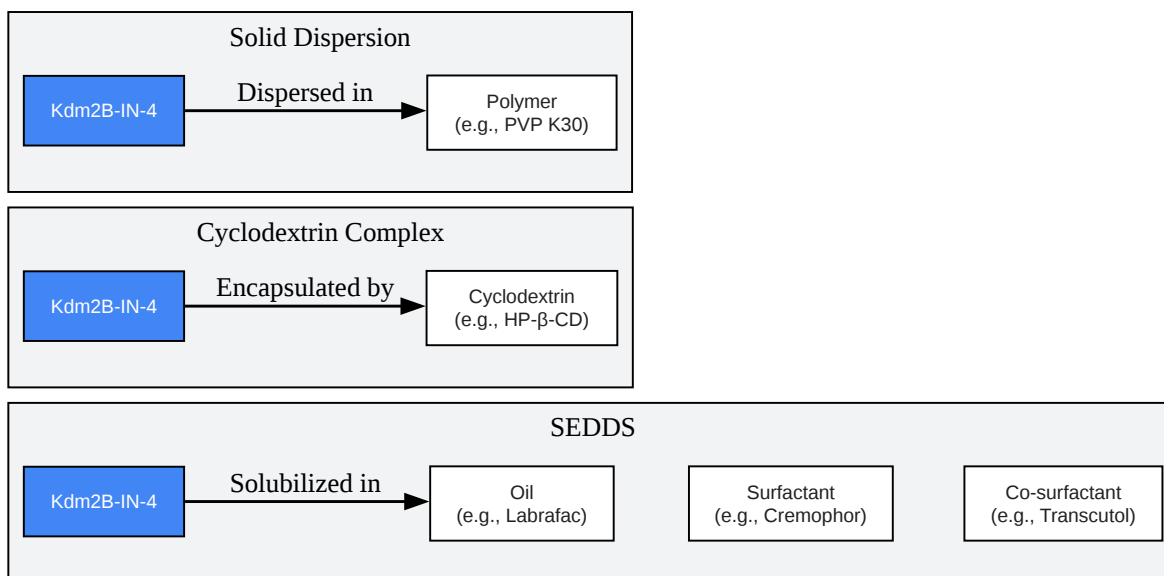 Solid Dispersion
Kdm2B-IN-4
Dispersed in
Polymer
(e.g., PVP K30)
Cyclodextrin Complex
Kdm2B-IN-4
Encapsulated by
Cyclodextrin
(e.g., HP-β-CD)
SEDDS
Kdm2B-IN-4
Solubilized in
Oil
(e.g., Labrafac)
Surfactant
(e.g., Cremophor)
Co-surfactant
(e.g., Transcutol)